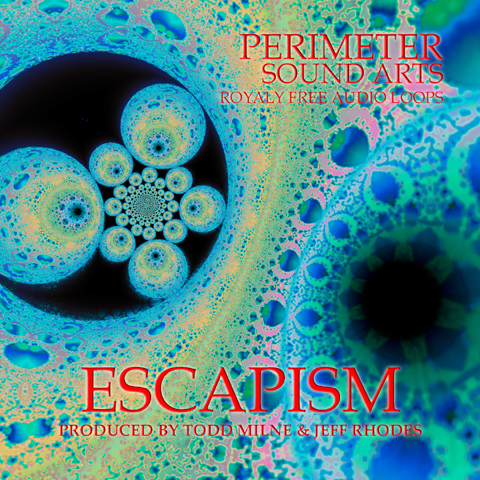 PERIMETER
SOUND ARTS
ROYALY FREE AUDIO LOOPS
ESCAPISM
PRODUCED BY TODD MILNE & JEFF RHODES